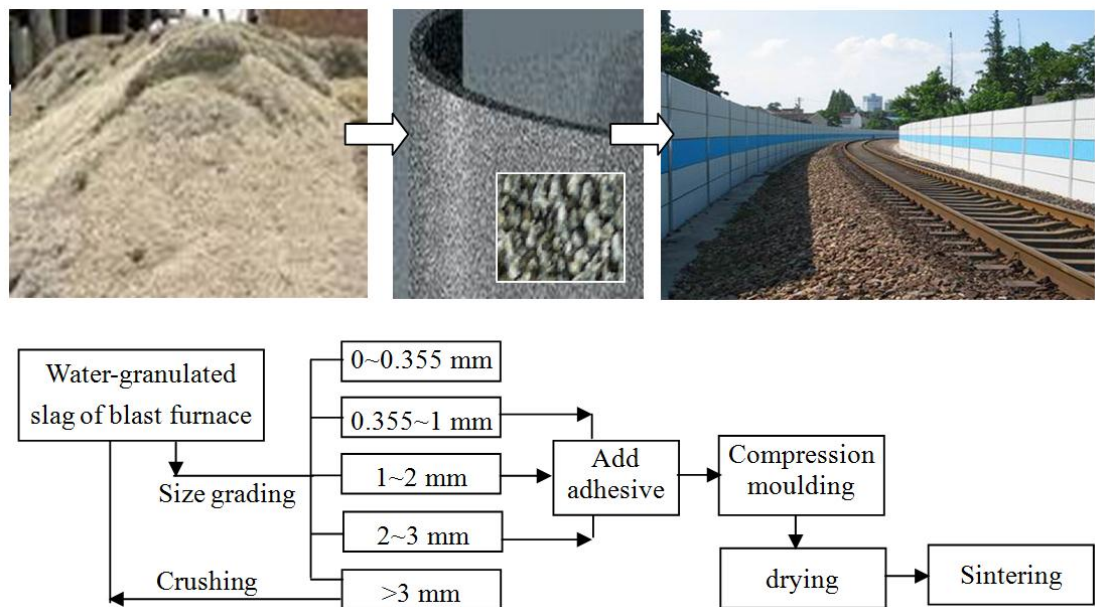 Water-granulated
slag of blast furnace
Size grading
0~0.355 mm
0.355~1 mm
1~2 mm
2~3 mm
>3 mm
Crushing
Add
adhesive
Compression
moulding
drying
Sintering